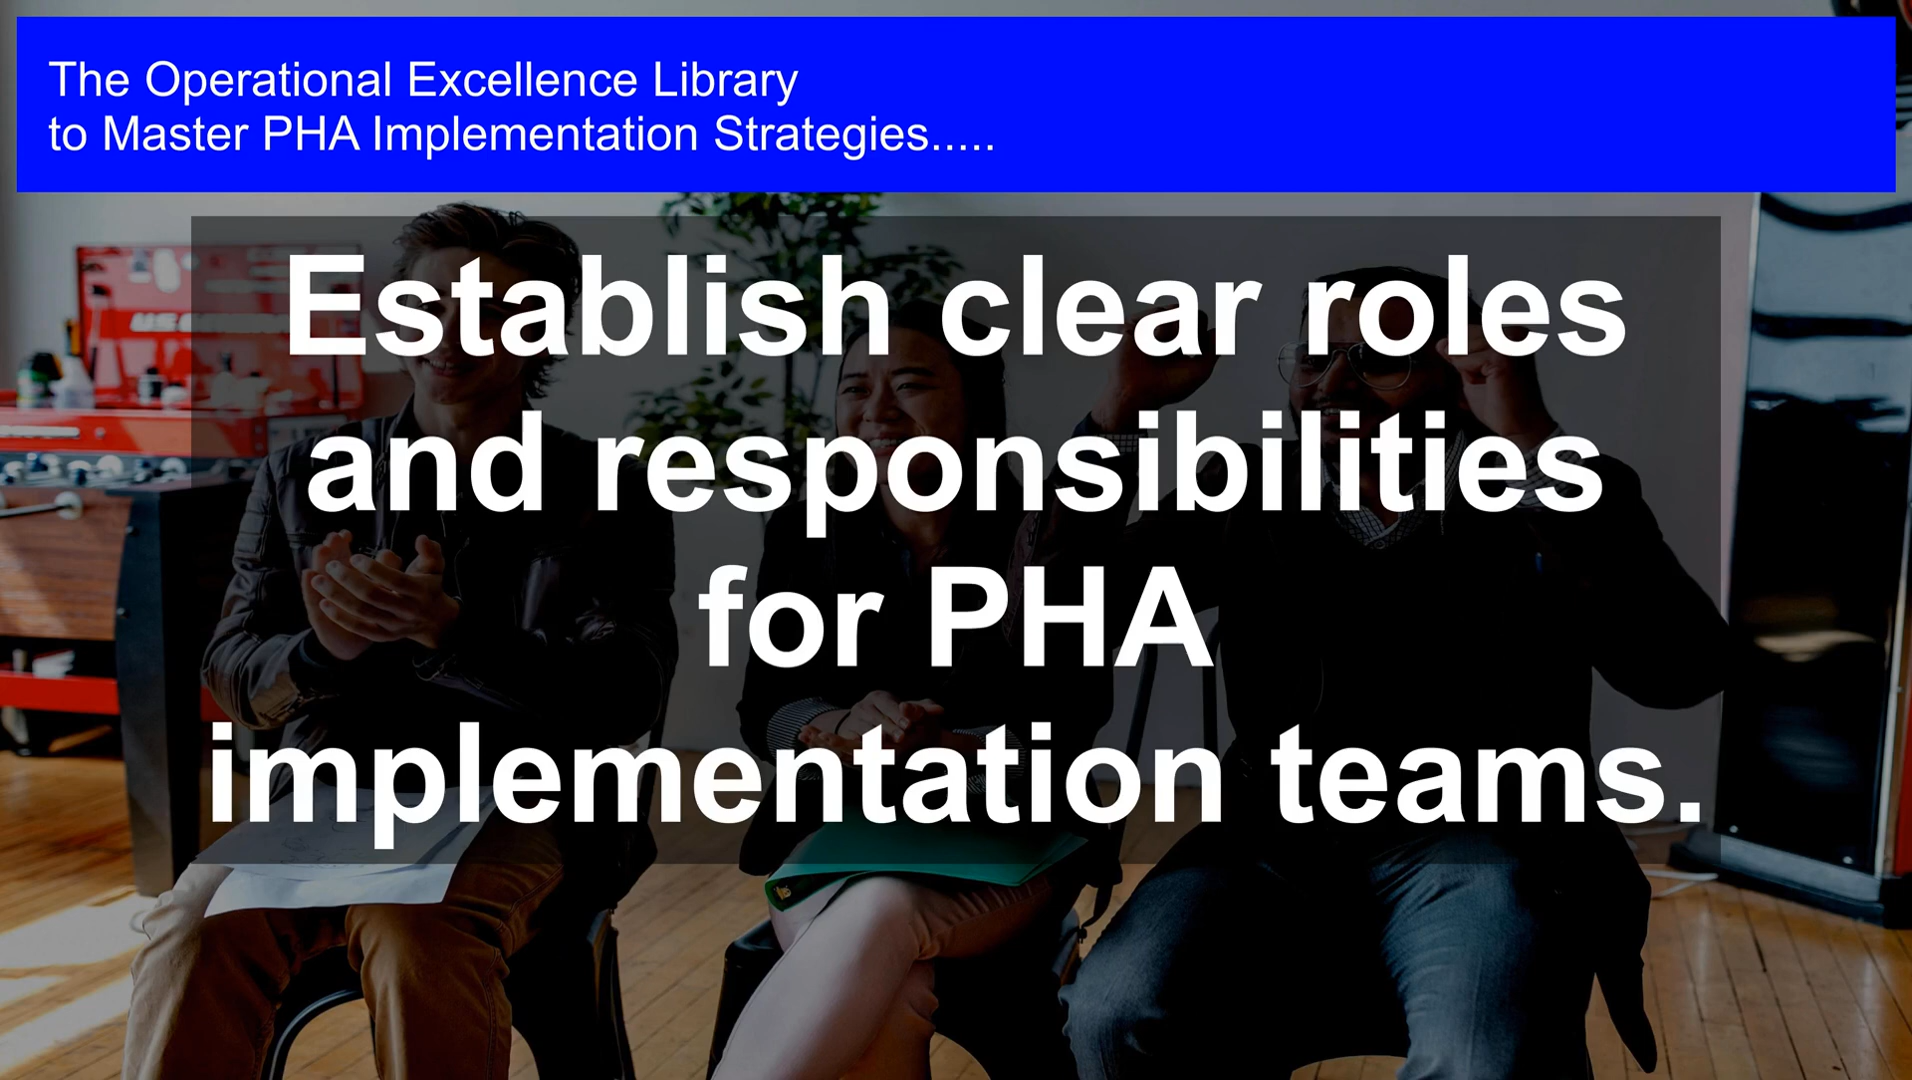 The Operational Excellence Library
to Master PHA Implementation Strategies.....
Establish clear roles
and responsibilities
for PHA
implementation teams.